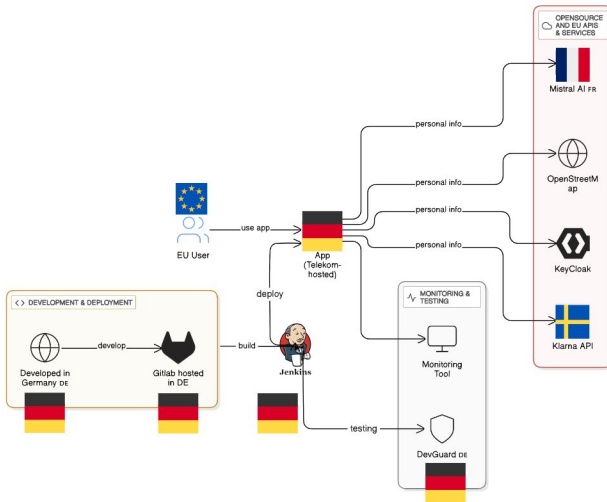 OPENSOURCE
AND EU APIS
& SERVICES
Mistral AI FR
personal info
OpenStreetM
ap
personal info
personal info
KeyCloak
personal info
Klarna API
EU User
use app
App
(Telekom-
hosted)
deploy
DEVELOPMENT & DEPLOYMENT
develop
Developed in
Germany DE
Gitlab hosted
in DE
build
Jenkins
MONITORING &
TESTING
Monitoring
Tool
testing
DevGuard DE